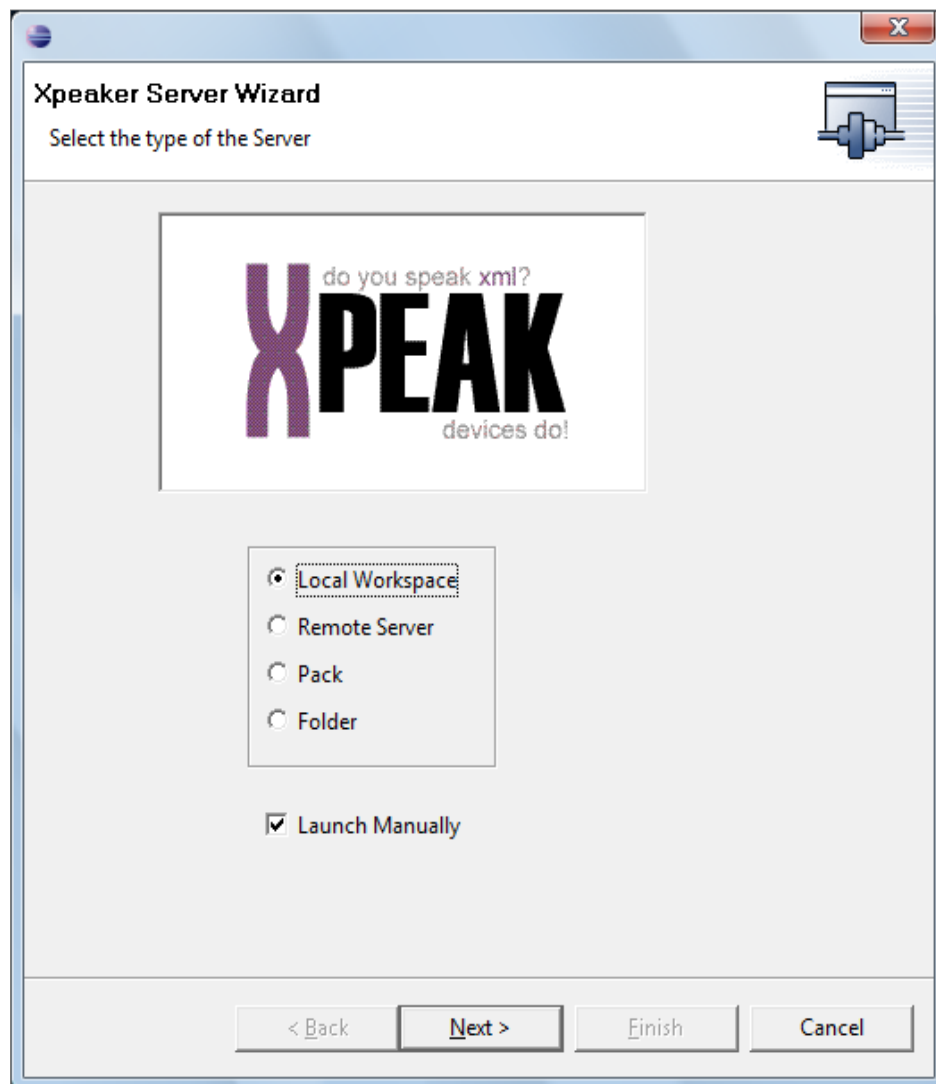 X
Xpeaker Server Wizard
Select the type of the Server
do you speak xml?
XPEAK
devices do!
Local Workspace
Remote Server
Pack
Folder
Launch Manually
< Back Next > Finish Cancel